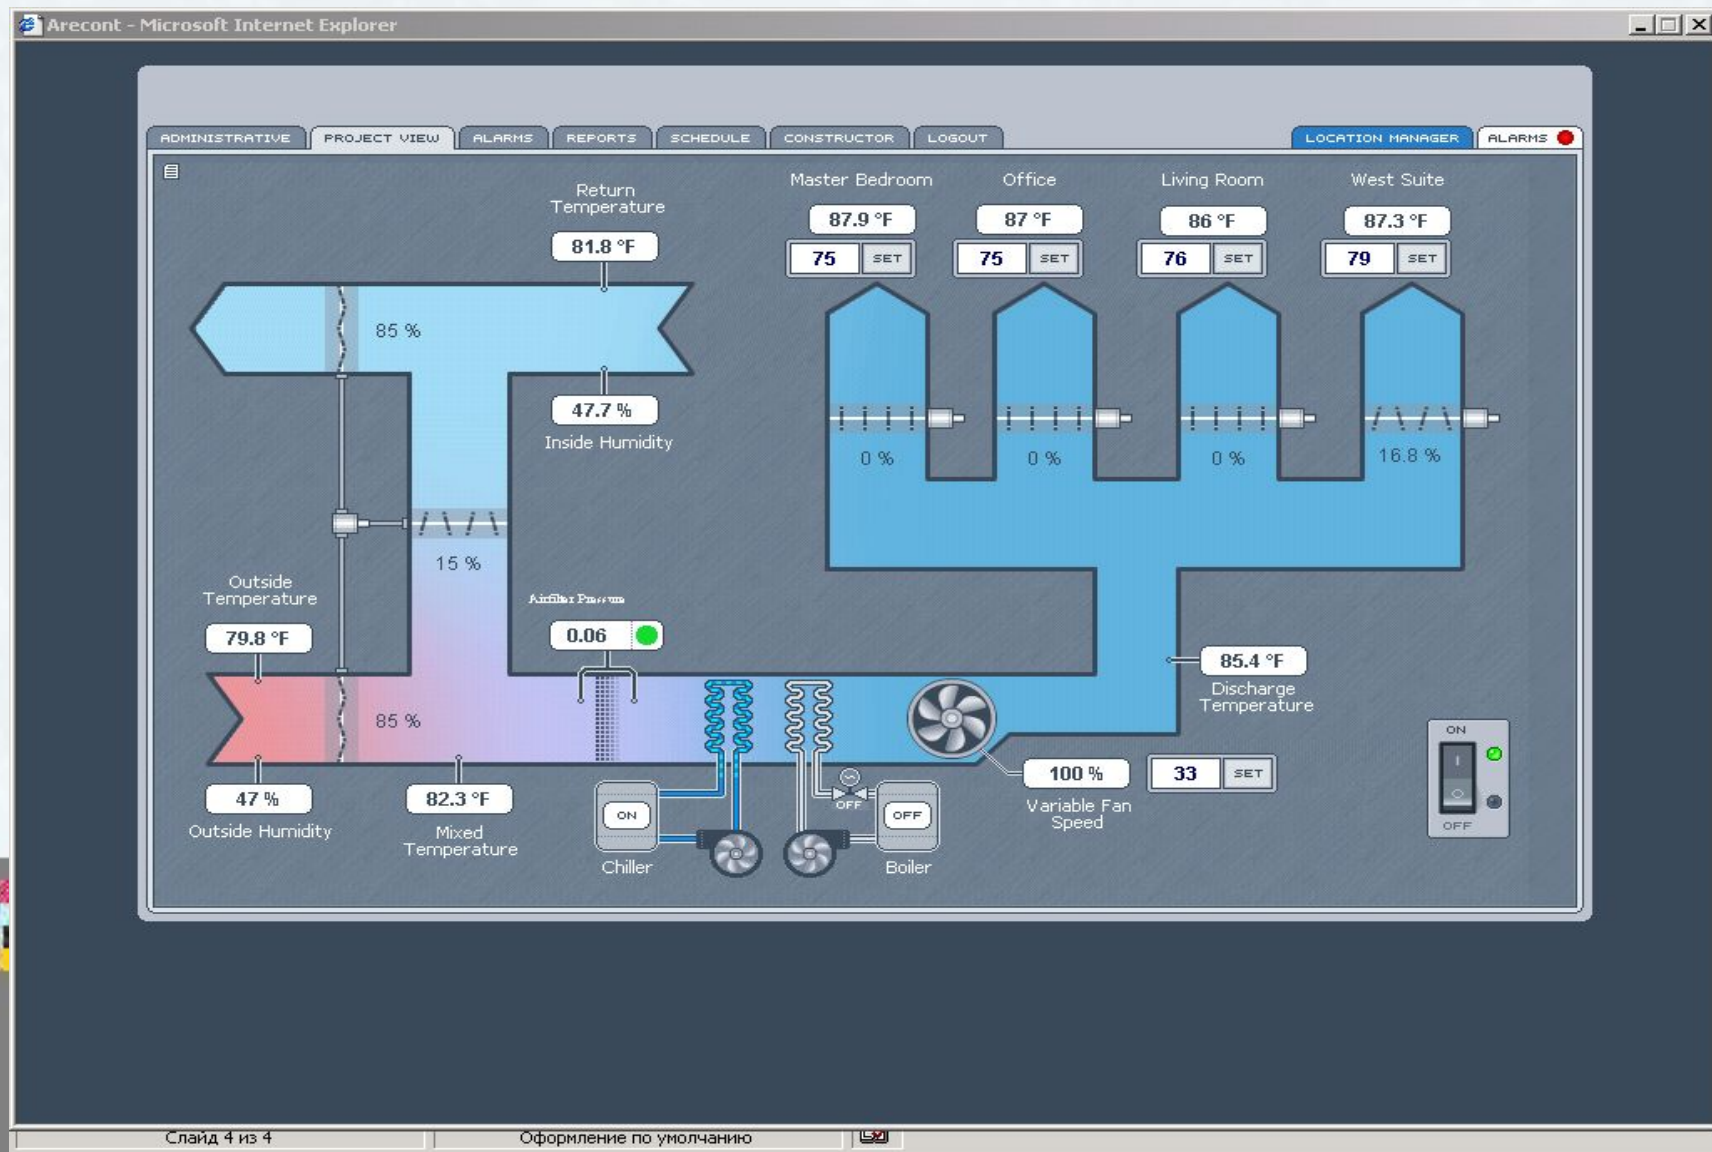 Arecont - Microsoft Internet Explorer
ADMINISTRATIVE PROJECT VIEW ALARMS REPORTS SCHEDULE CONSTRUCTOR LOGOUT LOCATION MANAGER ALARMS
Return
Temperature
81.8 °F
Master Bedroom
87.9 °F
75 SET
Office
87 °F
75 SET
Living Room
86 °F
76 SET
West Suite
87.3 °F
79 SET
85 %
47.7 %
Inside Humidity
0 %
0 %
0 %
16.8 %
15 %
Outside
Temperature
79.8 °F
Airfilter Pressure
0.06
85.4 °F
Discharge
Temperature
85 %
47 %
Outside Humidity
82.3 °F
Mixed
Temperature
ON
Chiller
OFF
OFF
Boiler
100 %
Variable Fan
Speed
33 SET
ON
OFF
Слайд 4 из 4
Оформление по умолчанию